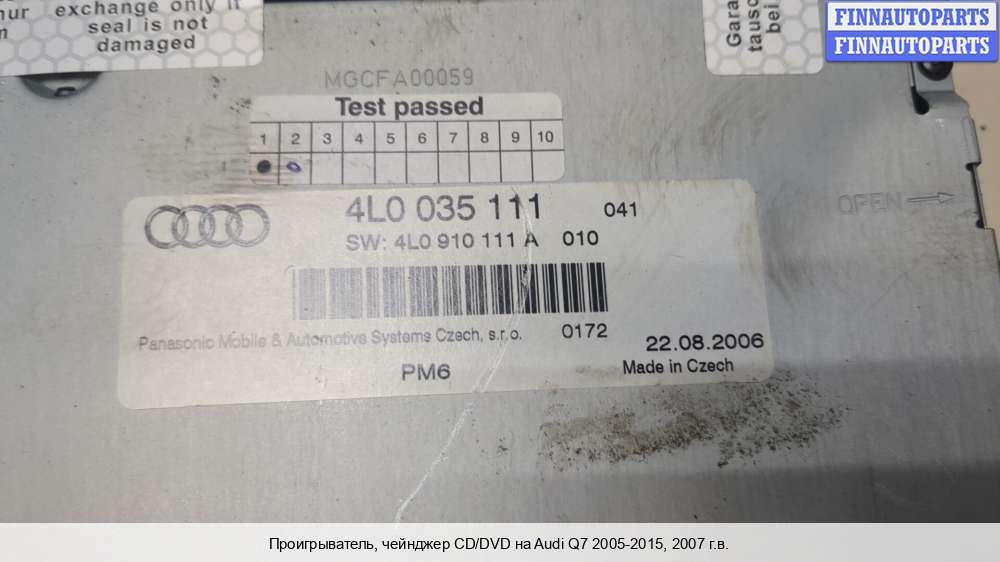 exchange only if
seal is not
damaged
Gara
tausc
bei
FINNAUTOPARTS
FINNAUTOPARTS
MGCFA00059
Test passed
1 2 3 4 5 6 7 8 9 10
4L0 035 111 041
SW: 4L0 910 111 A 010
OPEN
Panasonic Mobile & Automotive Systems Czech, s.r.o. 0172
22.08.2006
PM6
Made in Czech
Проигрыватель, чейнджер CD/DVD на Audi Q7 2005-2015, 2007 г.в.